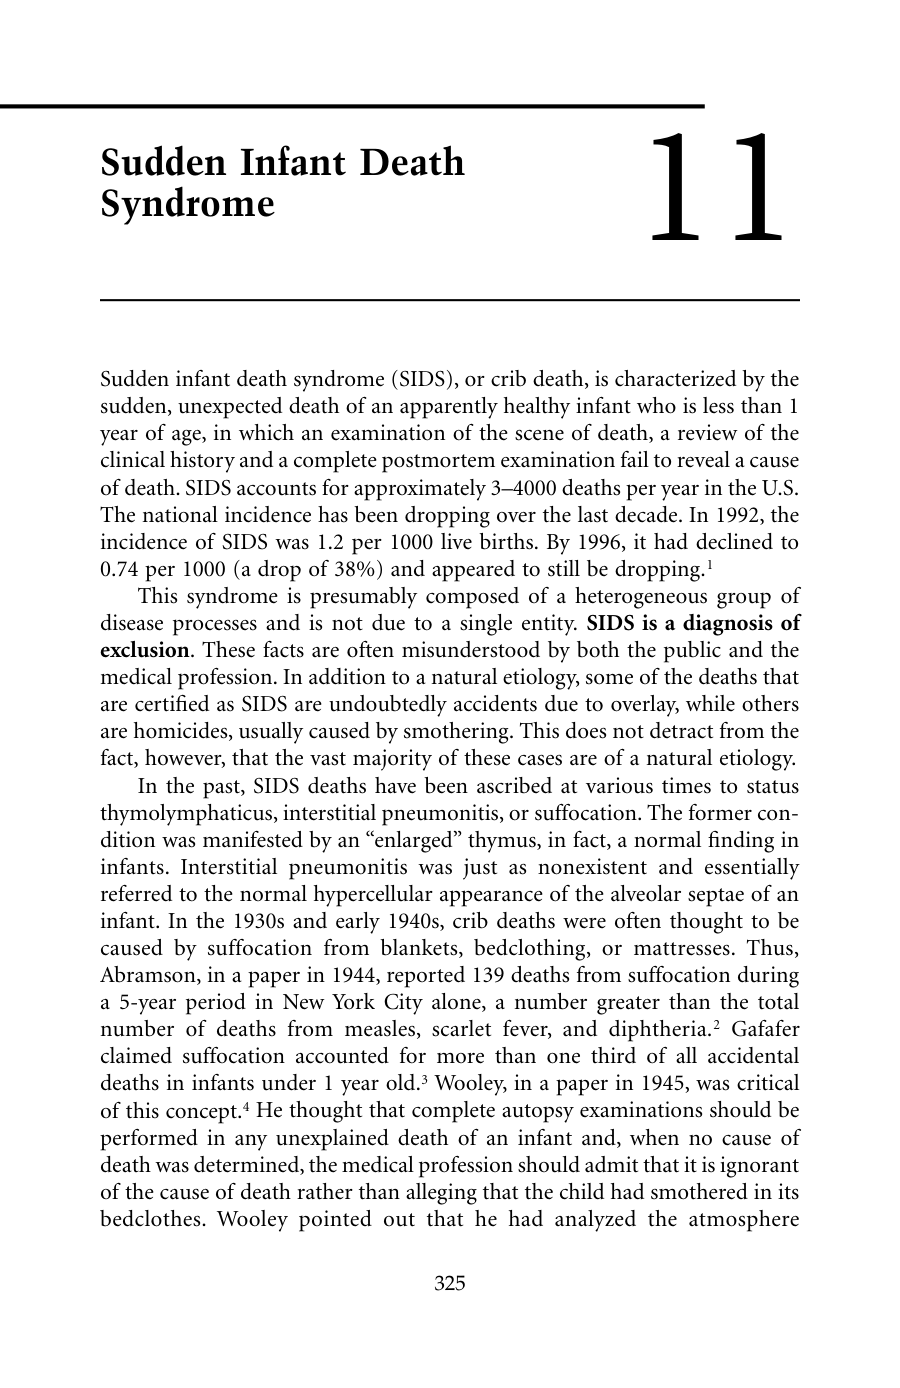 Sudden Infant Death
Syndrome
11
Sudden infant death syndrome (SIDS), or crib death, is characterized by the
sudden, unexpected death of an apparently healthy infant who is less than 1
year of age, in which an examination of the scene of death, a review of the
clinical history and a complete postmortem examination fail to reveal a cause
of death. SIDS accounts for approximately 3–4000 deaths per year in the U.S.
The national incidence has been dropping over the last decade. In 1992, the
incidence of SIDS was 1.2 per 1000 live births. By 1996, it had declined to
0.74 per 1000 (a drop of 38%) and appeared to still be dropping.¹
This syndrome is presumably composed of a heterogeneous group of
disease processes and is not due to a single entity. SIDS is a diagnosis of
exclusion. These facts are often misunderstood by both the public and the
medical profession. In addition to a natural etiology, some of the deaths that
are certified as SIDS are undoubtedly accidents due to overlay, while others
are homicides, usually caused by smothering. This does not detract from the
fact, however, that the vast majority of these cases are of a natural etiology.
In the past, SIDS deaths have been ascribed at various times to status
thymolymphaticus, interstitial pneumonitis, or suffocation. The former con-
dition was manifested by an “enlarged” thymus, in fact, a normal finding in
infants. Interstitial pneumonitis was just as nonexistent and essentially
referred to the normal hypercellular appearance of the alveolar septae of an
infant. In the 1930s and early 1940s, crib deaths were often thought to be
caused by suffocation from blankets, bedclothing, or mattresses. Thus,
Abramson, in a paper in 1944, reported 139 deaths from suffocation during
a 5-year period in New York City alone, a number greater than the total
number of deaths from measles, scarlet fever, and diphtheria.² Gafafer
claimed suffocation accounted for more than one third of all accidental
deaths in infants under 1 year old.³ Wooley, in a paper in 1945, was critical
of this concept.⁴ He thought that complete autopsy examinations should be
performed in any unexplained death of an infant and, when no cause of
death was determined, the medical profession should admit that it is ignorant
of the cause of death rather than alleging that the child had smothered in its
bedclothes. Wooley pointed out that he had analyzed the atmosphere
325